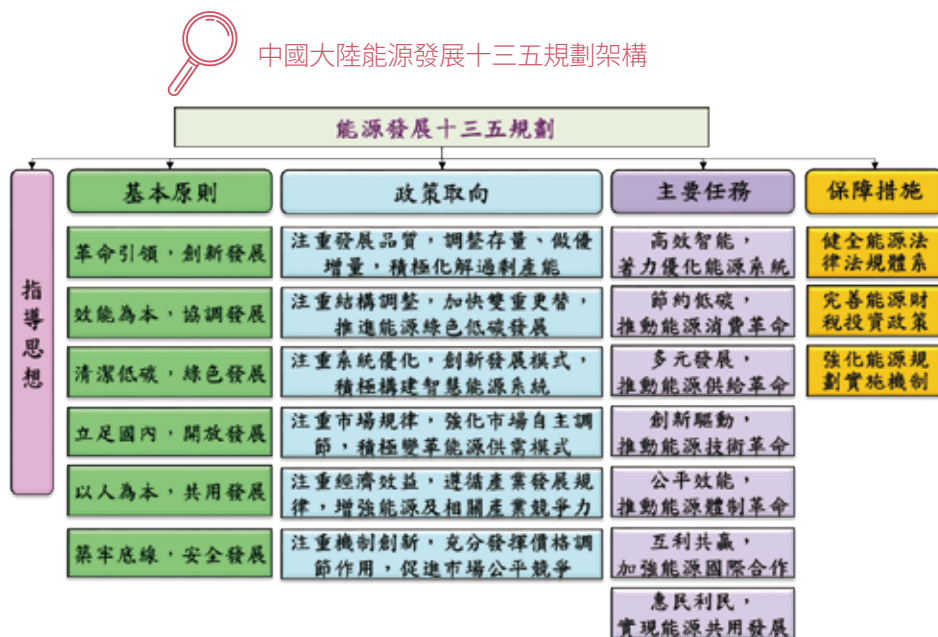 中國大陸能源發展十三五規劃架構
能源發展十三五規劃
指導思想
基本原則
革命引領，創新發展
效能為本，協調發展
清潔低碳，綠色發展
立足國內，開放發展
以人為本，共用發展
築牢底線，安全發展
政策取向
注重發展品質，調整存量、做優
增量，積極化解過剩產能
注重結構調整，加快雙重更替，
推進能源綠色低碳發展
注重系統優化，創新發展模式，
積極構建智慧能源系統
注重市場規律，強化市場自主調
節，積極變革能源供需模式
注重經濟效益，遵循產業發展規
律，增強能源及相關產業競爭力
注重機制創新，充分發揮價格調
節作用，促進市場公平競爭
主要任務
高效智能，
著力優化能源系統
節約低碳，
推動能源消費革命
多元發展，
推動能源供給革命
創新驅動，
推動能源技術革命
公平效能，
推動能源體制革命
互利共贏，
加強能源國際合作
惠民利民，
實現能源共用發展
保障措施
健全能源法
律法規體系
完善能源財
稅投資政策
強化能源規
劃實施機制